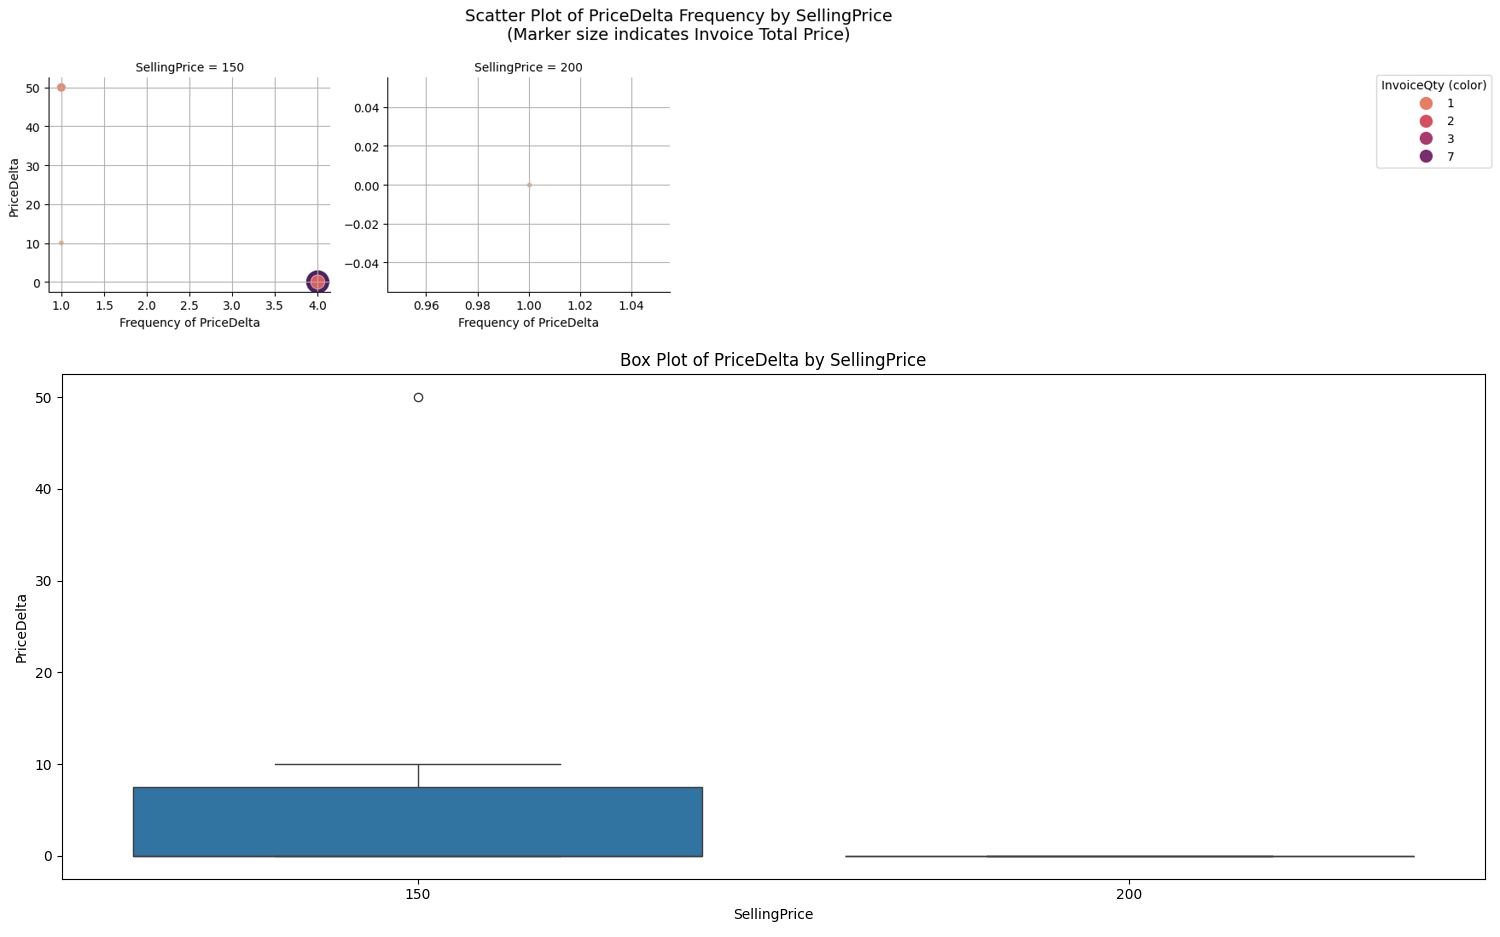 Scatter Plot of PriceDelta Frequency by SellingPrice
(Marker size indicates Invoice Total Price)
SellingPrice = 150
50
40
30
20
10
0
PriceDelta
1.0 1.5 2.0 2.5 3.0 3.5 4.0
Frequency of PriceDelta
SellingPrice = 200
0.04
0.02
0.00
−0.02
−0.04
0.96 0.98 1.00 1.02 1.04
Frequency of PriceDelta
InvoiceQty (color)
1
2
3
7
Box Plot of PriceDelta by SellingPrice
50
40
30
20
10
0
PriceDelta
150 200
SellingPrice